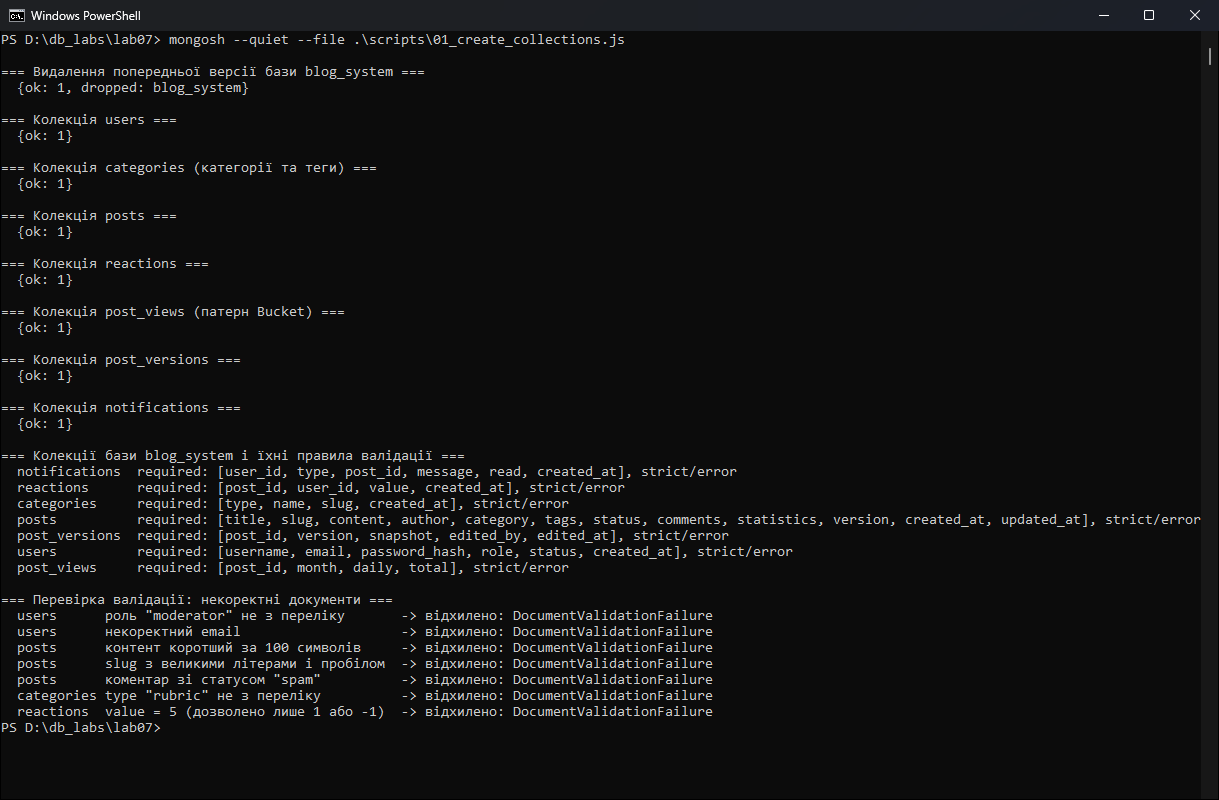 Windows PowerShell
PS D:\db_labs\lab07> mongosh --quiet --file .\scripts\01_create_collections.js
=== Видалення попередньої версії бази blog_system ===
{ok: 1, dropped: blog_system}
=== Колекція users ===
{ok: 1}
=== Колекція categories (категорії та теги) ===
{ok: 1}
=== Колекція posts ===
{ok: 1}
=== Колекція reactions ===
{ok: 1}
=== Колекція post_views (патерн Bucket) ===
{ok: 1}
=== Колекція post_versions ===
{ok: 1}
=== Колекція notifications ===
{ok: 1}
=== Колекції бази blog_system і їхні правила валідації ===
notifications  required: [user_id, type, post_id, message, read, created_at], strict/error
reactions      required: [post_id, user_id, value, created_at], strict/error
categories     required: [type, name, slug, created_at], strict/error
posts          required: [title, slug, content, author, category, tags, status, comments, statistics, version, created_at, updated_at], strict/error
post_versions  required: [post_id, version, snapshot, edited_by, edited_at], strict/error
users          required: [username, email, password_hash, role, status, created_at], strict/error
post_views     required: [post_id, month, daily, total], strict/error
=== Перевірка валідації: некоректні документи ===
users      роль "moderator" не з переліку       -> відхилено: DocumentValidationFailure
users      некоректний email                    -> відхилено: DocumentValidationFailure
posts      контент коротший за 100 символів     -> відхилено: DocumentValidationFailure
posts      slug з великими літерами і пробілом  -> відхилено: DocumentValidationFailure
posts      коментар зі статусом "spam"          -> відхилено: DocumentValidationFailure
categories type "rubric" не з переліку          -> відхилено: DocumentValidationFailure
reactions  value = 5 (дозволено лише 1 або -1)  -> відхилено: DocumentValidationFailure
PS D:\db_labs\lab07>